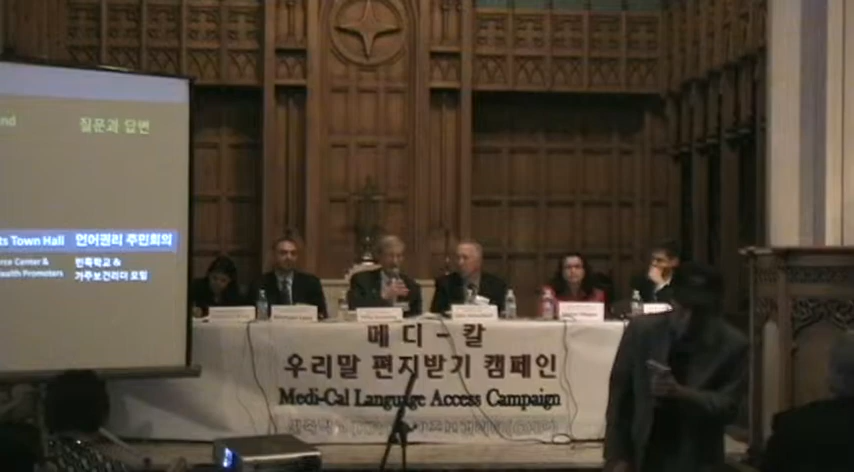 nd 질문과 답변
ts Town Hall 언어권리 주민회의
rce Center & 민족학교 &
ealth Promoters 가주보건리더 모임
메 디 - 칼
우리말 편지받기 캠페인
Medi-Cal Language Access Campaign